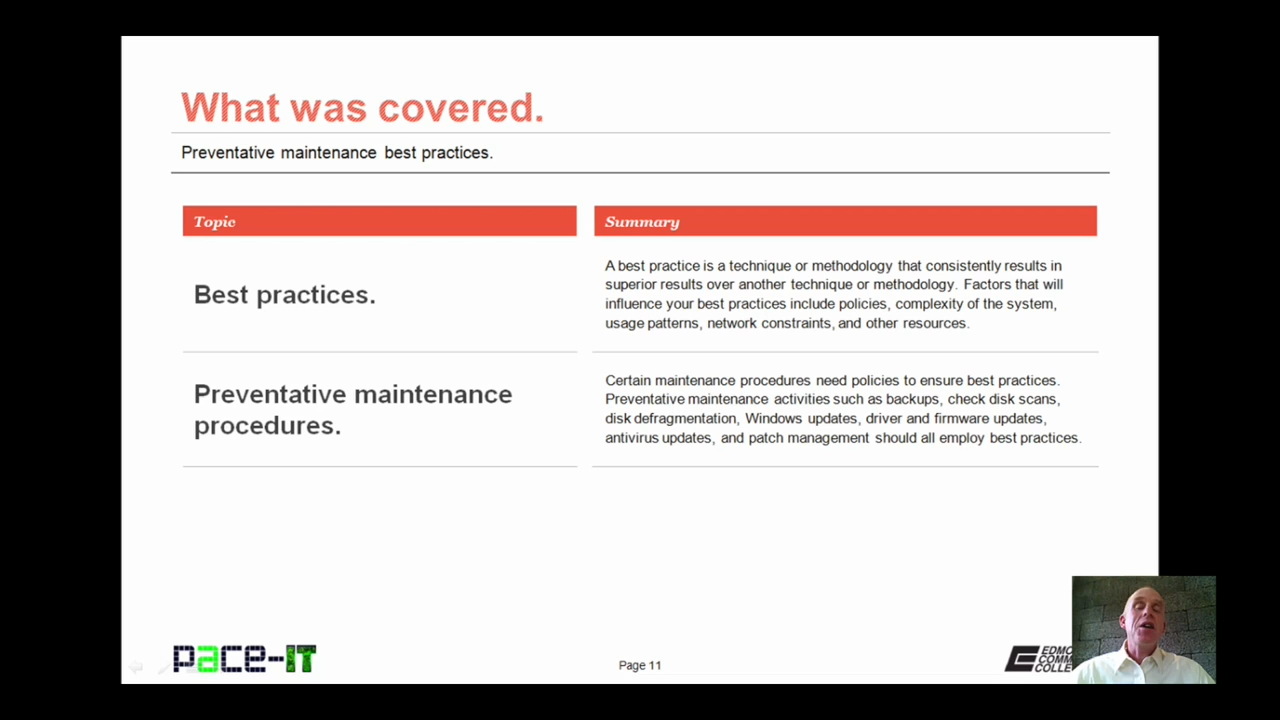 What was covered.
Preventative maintenance best practices.
Topic
Summary
Best practices.
A best practice is a technique or methodology that consistently results in
superior results over another technique or methodology. Factors that will
influence your best practices include policies, complexity of the system,
usage patterns, network constraints, and other resources.
Preventative maintenance
procedures.
Certain maintenance procedures need policies to ensure best practices.
Preventative maintenance activities such as backups, check disk scans,
disk defragmentation, Windows updates, driver and firmware updates,
antivirus updates, and patch management should all employ best practices.
pace-IT
Page 11